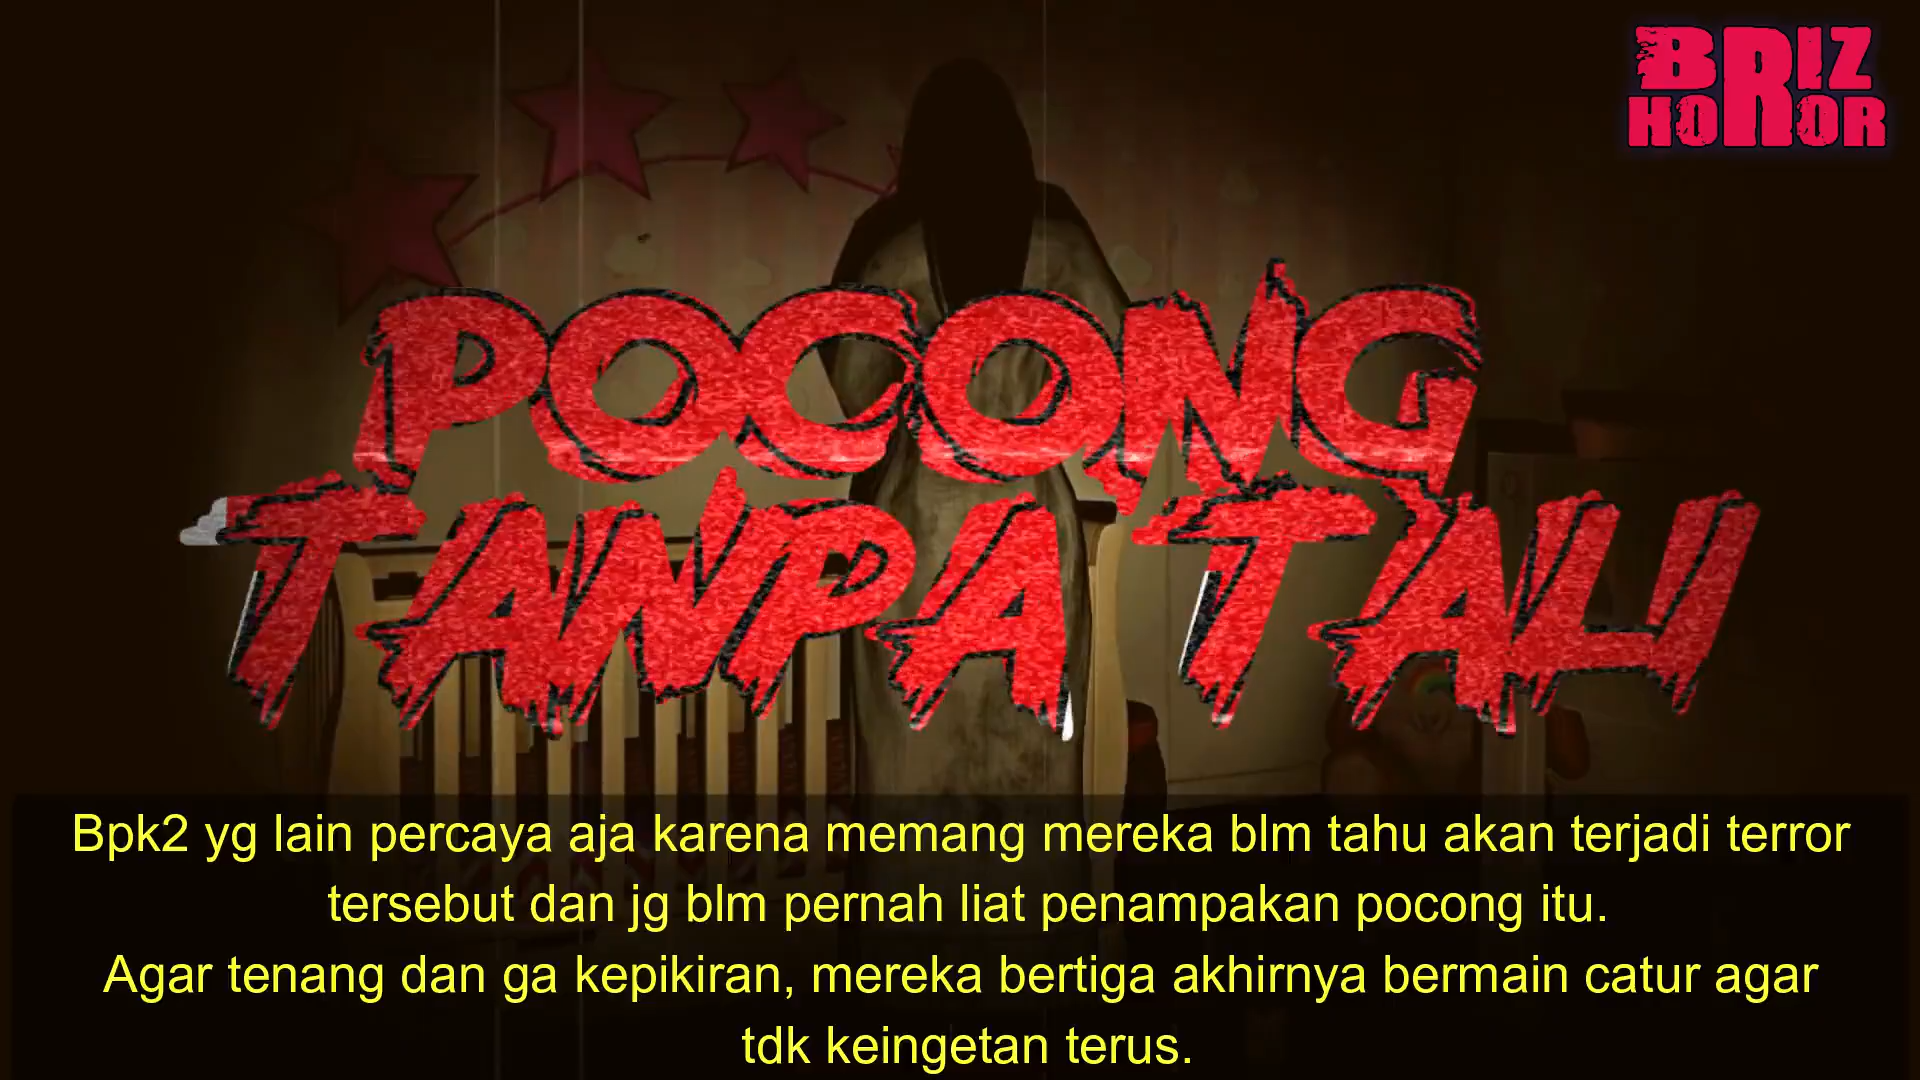 BRIZ
HOROR
POCONG
TANPA TALI
Bpk2 yg lain percaya aja karena memang mereka blm tahu akan terjadi terror
tersebut dan jg blm pernah liat penampakan pocong itu.
Agar tenang dan ga kepikiran, mereka bertiga akhirnya bermain catur agar
tdk keingetan terus.